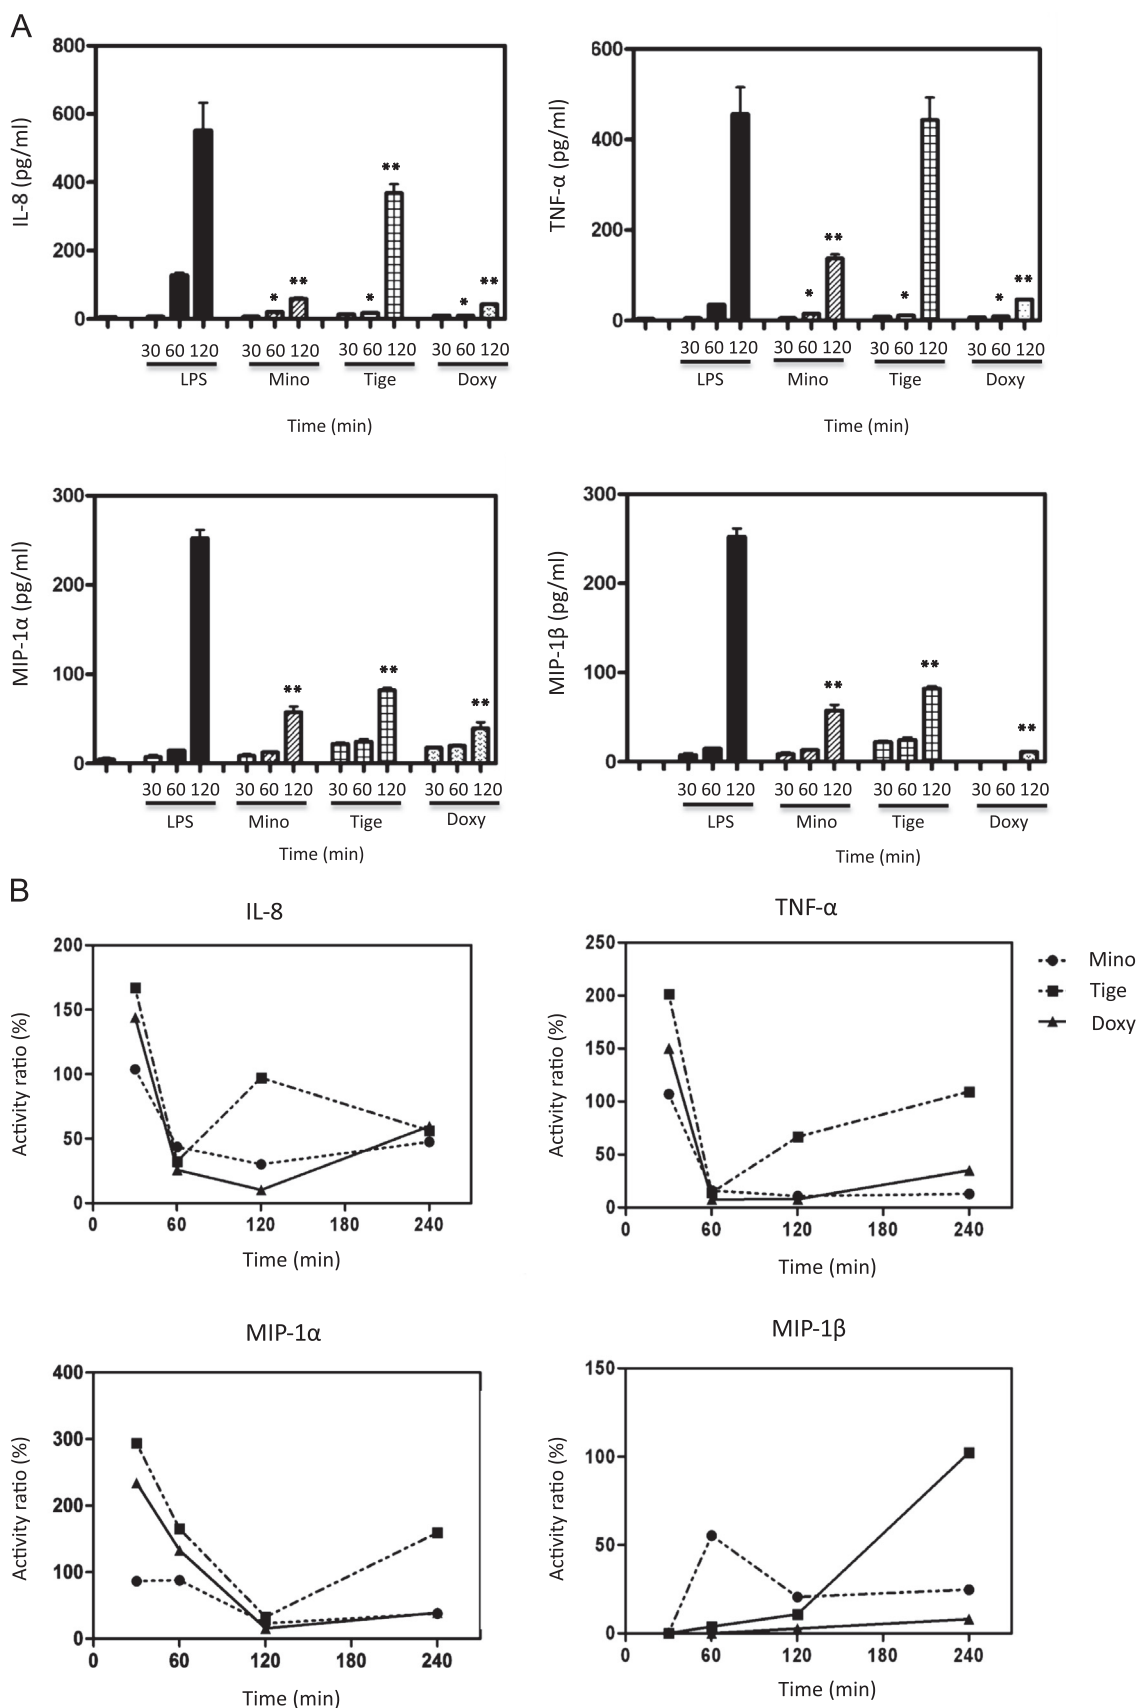 A
800
600
400
200
0
IL-8 (pg/ml)
*
**
*
**
*
**
30 60 120
30 60 120
30 60 120
30 60 120
LPS
Mino
Tige
Doxy
Time (min)
600
400
200
0
TNF-α (pg/ml)
*
**
*
*
**
30 60 120
30 60 120
30 60 120
30 60 120
LPS
Mino
Tige
Doxy
Time (min)
300
200
100
0
MIP-1α (pg/ml)
**
**
**
30 60 120
30 60 120
30 60 120
30 60 120
LPS
Mino
Tige
Doxy
Time (min)
300
200
100
0
MIP-1β (pg/ml)
**
**
**
30 60 120
30 60 120
30 60 120
30 60 120
LPS
Mino
Tige
Doxy
Time (min)
B
IL-8
200
150
100
50
0
Activity ratio (%)
0 60 120 180 240
Time (min)
TNF-α
250
200
150
100
50
0
Activity ratio (%)
0 60 120 180 240
Time (min)
Mino
Tige
Doxy
MIP-1α
400
300
200
100
0
Activity ratio (%)
0 60 120 180 240
Time (min)
MIP-1β
150
100
50
0
Activity ratio (%)
0 60 120 180 240
Time (min)